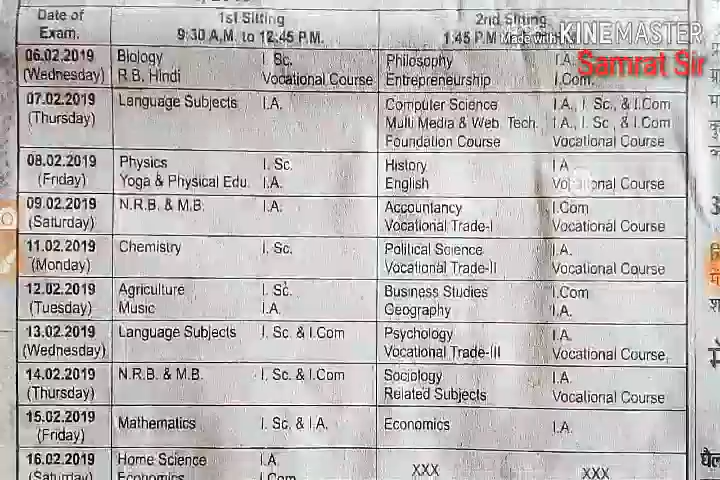 Date of Exam. 1st Sitting 9:30 A.M. to 12:45 P.M. 2nd Sitting 1:45 P.M
Made with KINEMASTER
Samrat Sir
06.02.2019 Biology I. Sc. Philosophy I.A.
(Wednesday) R.B. Hindi Vocational Course Entrepreneurship I.Com.
07.02.2019 Language Subjects I.A. Computer Science I.A., I. Sc., & I.Com
(Thursday) Multi Media & Web. Tech. I.A., I. Sc., & I.Com
Foundation Course Vocational Course
08.02.2019 Physics I. Sc. History I.A
(Friday) Yoga & Physical Edu. I.A. English Vocational Course
09.02.2019 N.R.B. & M.B. I.A. Accountancy I.Com
(Saturday) Vocational Trade-I Vocational Course
11.02.2019 Chemistry I. Sc. Political Science I.A.
(Monday) Vocational Trade-II Vocational Course
12.02.2019 Agriculture I. Sc. Business Studies I.Com
(Tuesday) Music I.A. Geography I.A.
13.02.2019 Language Subjects I. Sc & I.Com Psychology I.A.
(Wednesday) Vocational Trade-III Vocational Course,
14.02.2019 N.R.B. & M.B. I. Sc. & I.Com Sociology I.A.
(Thursday) Related Subjects Vocational Course
15.02.2019 Mathematics I. Sc. & I.A. Economics I.A.
(Friday)
16.02.2019 Home Science I.A XXX XXX
(Saturday) Economics I.Com